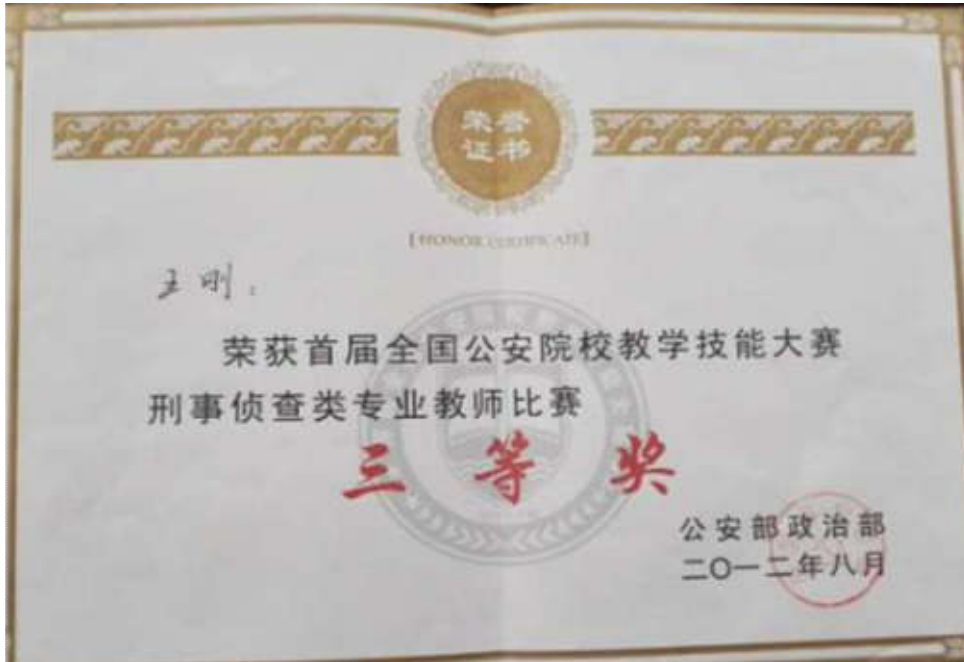 荣誉
证书
[HONOR CERTIFICATE]
王刚:
荣获首届全国公安院校教学技能大赛
刑事侦查类专业教师比赛
三等奖
公安部政治部
二〇一二年八月